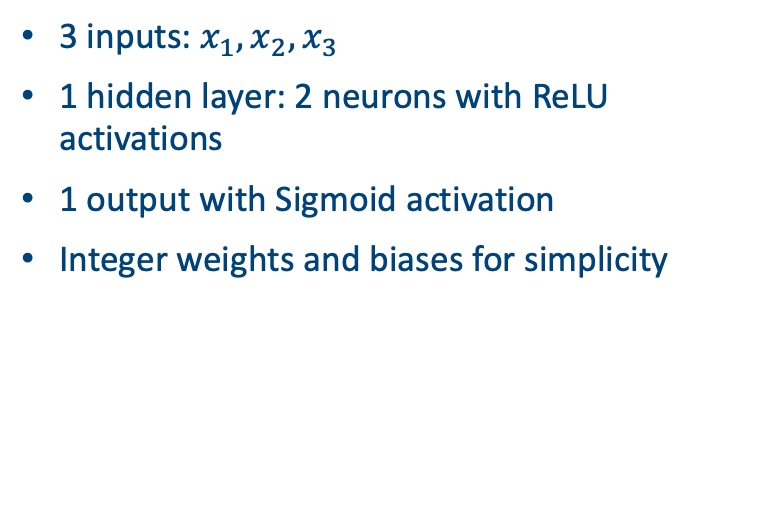 • 3 inputs: x₁, x₂, x₃
• 1 hidden layer: 2 neurons with ReLU
activations
• 1 output with Sigmoid activation
• Integer weights and biases for simplicity